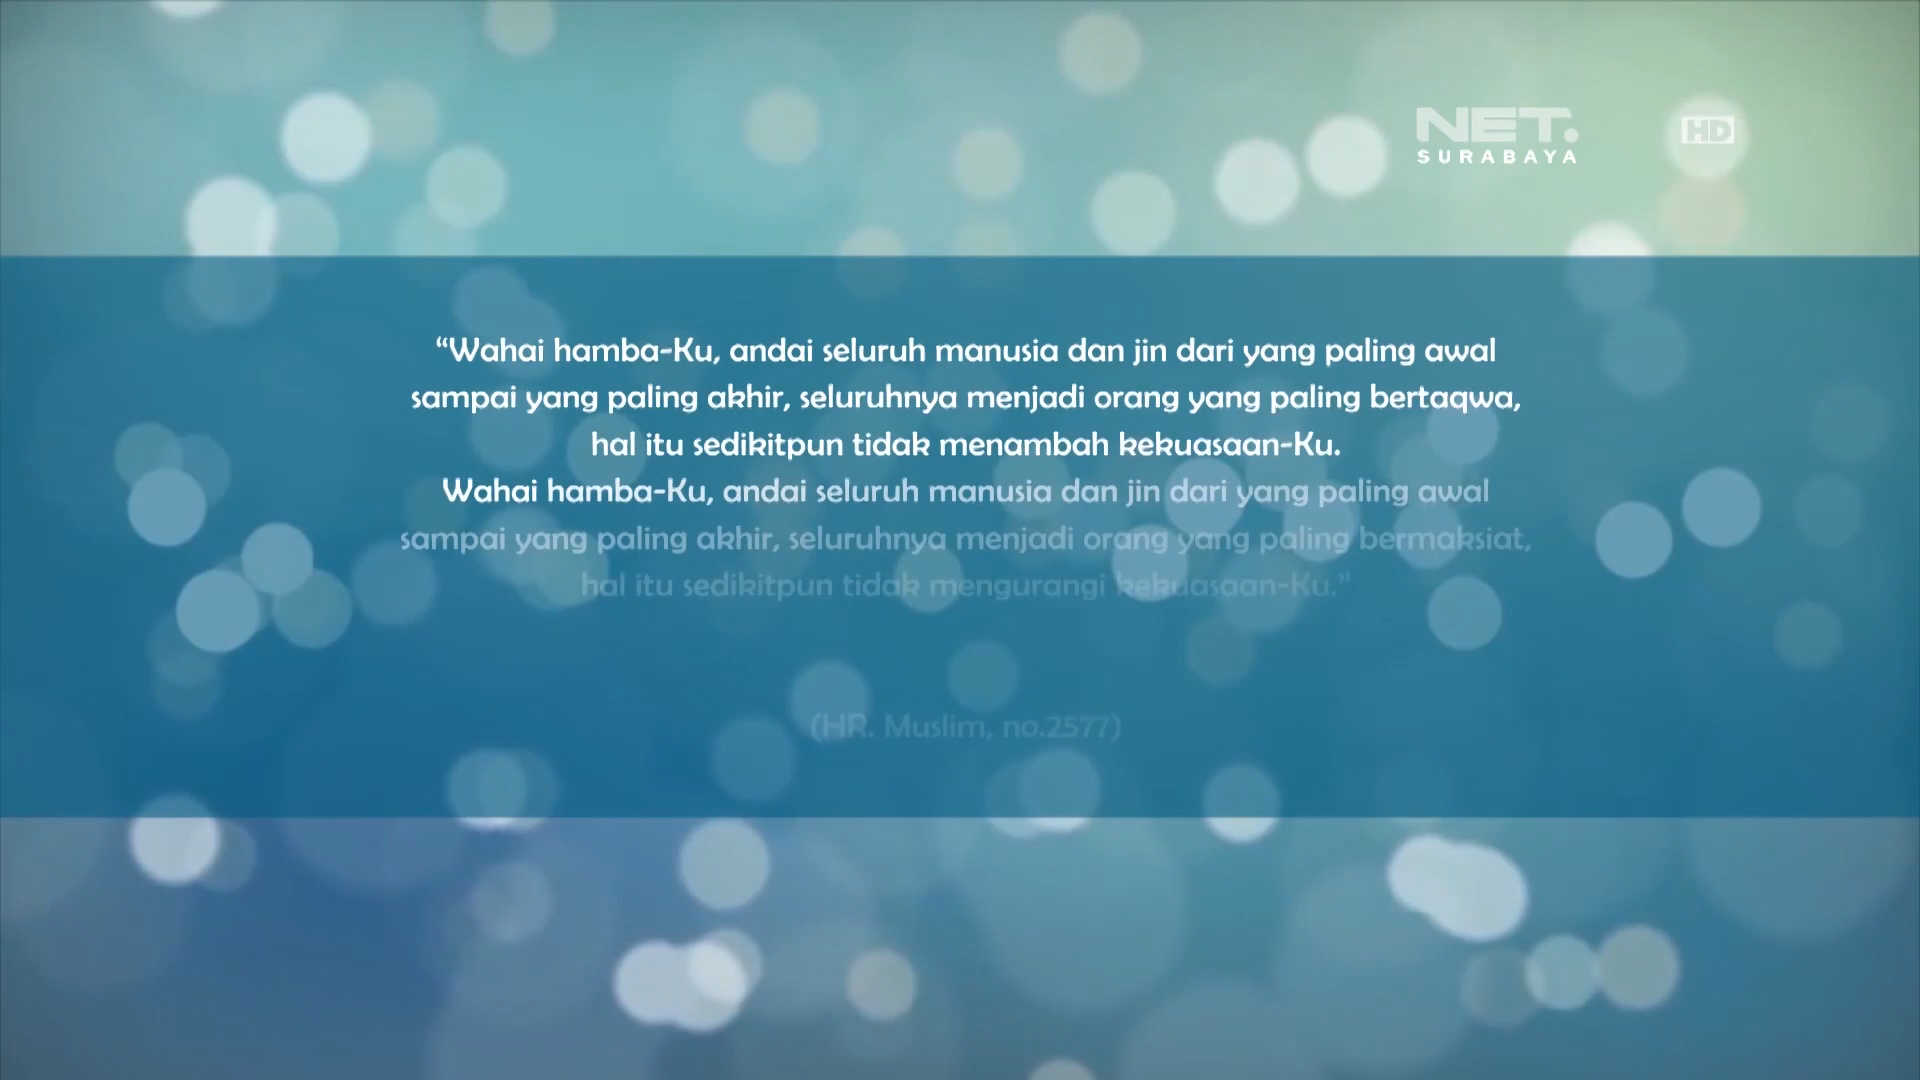 NET.
SURABAYA
HD
“Wahai hamba-Ku, andai seluruh manusia dan jin dari yang paling awal
sampai yang paling akhir, seluruhnya menjadi orang yang paling bertaqwa,
hal itu sedikitpun tidak menambah kekuasaan-Ku.
Wahai hamba-Ku, andai seluruh manusia dan jin dari yang paling awal
sampai yang paling akhir, seluruhnya menjadi orang yang paling bermaksiat,
hal itu sedikitpun tidak mengurangi kekuasaan-Ku.”
(HR. Muslim, no.2577)